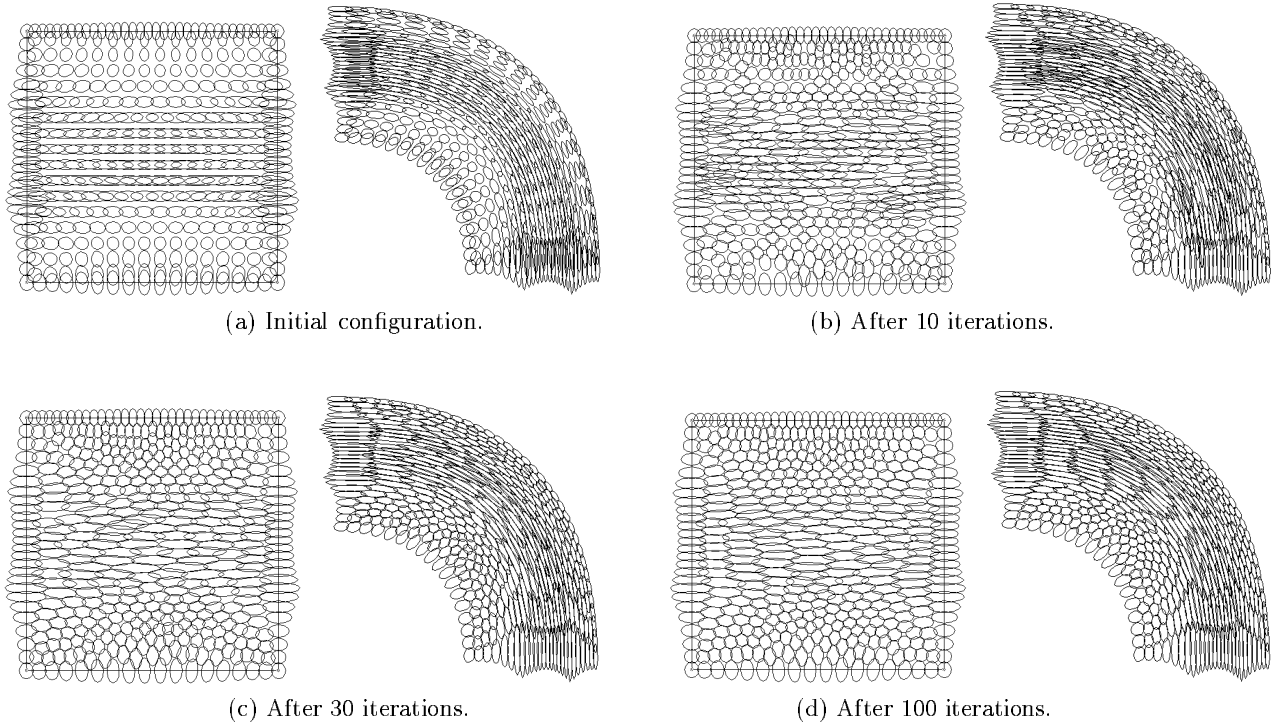 (a) Initial configuration.
(b) After 10 iterations.
(c) After 30 iterations.
(d) After 100 iterations.